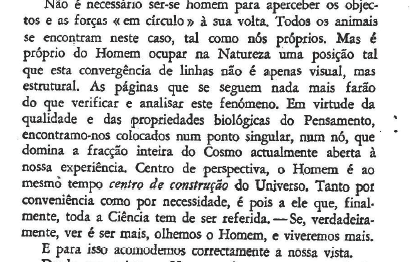 Não é necessário ser-se homem para aperceber os objec-
tos e as forças «em círculo» à sua volta. Todos os animais
se encontram neste caso, tal como nós próprios. Mas é
próprio do Homem ocupar na Natureza uma posição tal
que esta convergência de linhas não é apenas visual, mas
estrutural. As páginas que se seguem nada mais farão
do que verificar e analisar este fenómeno. Em virtude da
qualidade e das propriedades biológicas do Pensamento,
encontramo-nos colocados num ponto singular, num nó, que
domina a fracção inteira do Cosmo actualmente aberta à
nossa experiência. Centro de perspectiva, o Homem é ao
mesmo tempo centro de construção do Universo. Tanto por
conveniência como por necessidade, é pois a ele que, final-
mente, toda a Ciência tem de ser referida. — Se, verdadeira-
mente, ver é ser mais, olhemos o Homem, e viveremos mais.
E para isso acomodemos correctamente a nossa vista.